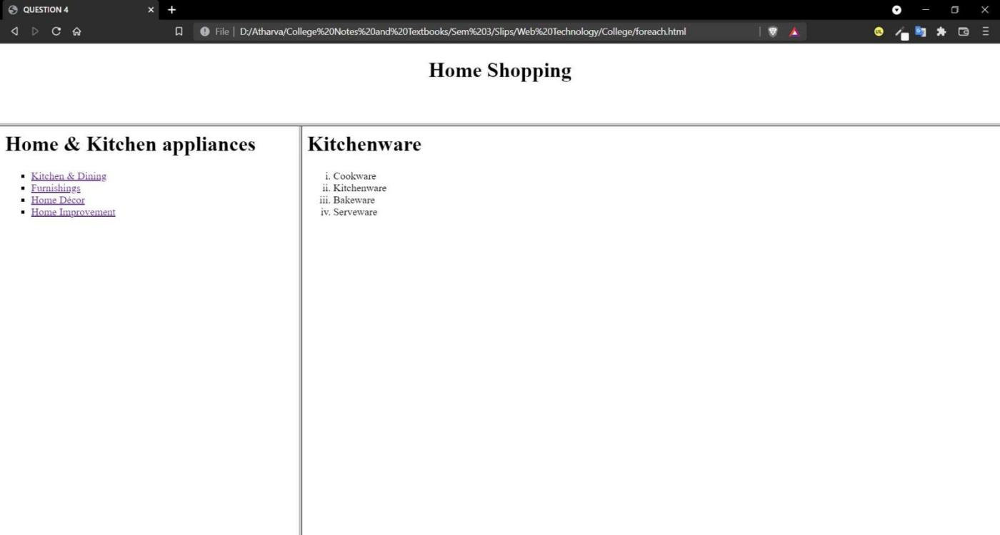 QUESTION 4
File | D:/Atharva/College%20Notes%20and%20Textbooks/Sem%203/Slips/Web%20Technology/College/foreach.html
UL
Home Shopping
Home & Kitchen appliances
Kitchen & Dining
Furnishings
Home Décor
Home Improvement
Kitchenware
i. Cookware
ii. Kitchenware
iii. Bakeware
iv. Serveware